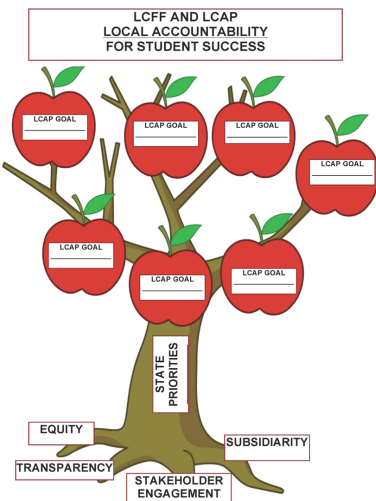 LCFF AND LCAP
LOCAL ACCOUNTABILITY
FOR STUDENT SUCCESS
LCAP GOAL
LCAP GOAL
LCAP GOAL
LCAP GOAL
LCAP GOAL
LCAP GOAL
LCAP GOAL
STATE
PRIORITIES
EQUITY
SUBSIDIARITY
TRANSPARENCY
STAKEHOLDER
ENGAGEMENT